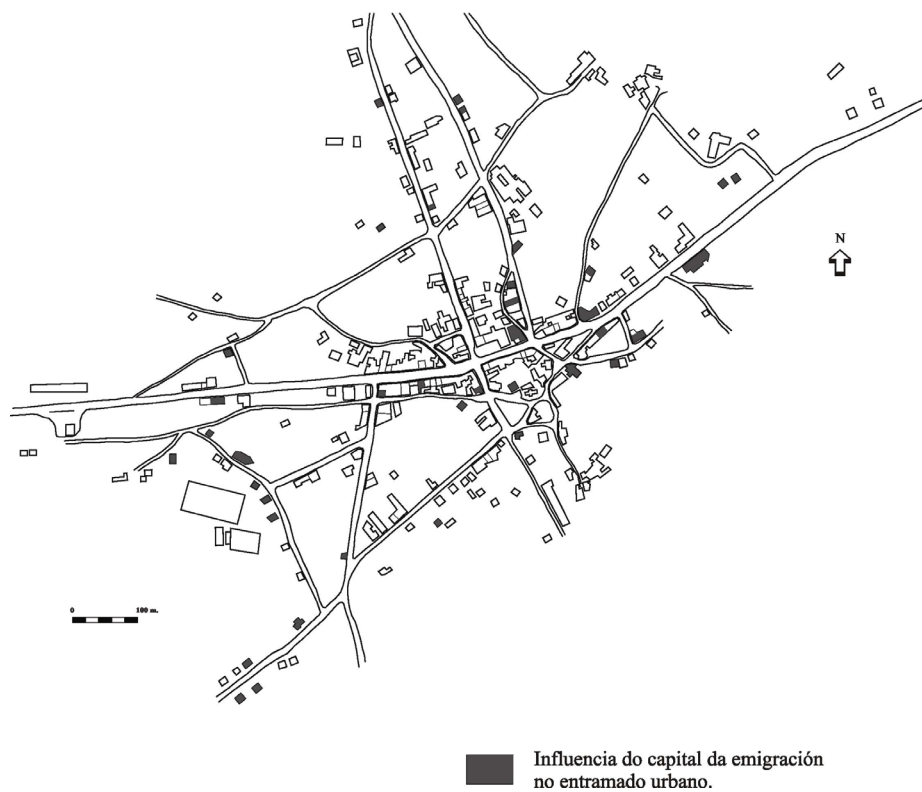 N
0 100 m.
Influencia do capital da emigración
no entramado urbano.